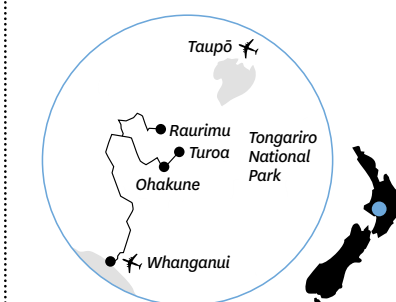 Taupō
Raurimu
Turoa
Ohakune
Tongariro
National
Park
Whanganui